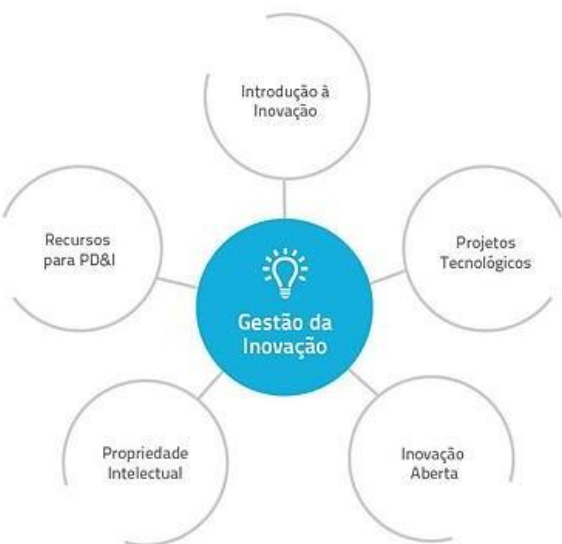 Introdução à
Inovação
Recursos
para PD&I
Projetos
Tecnológicos
Gestão da
Inovação
Propriedade
Intelectual
Inovação
Aberta